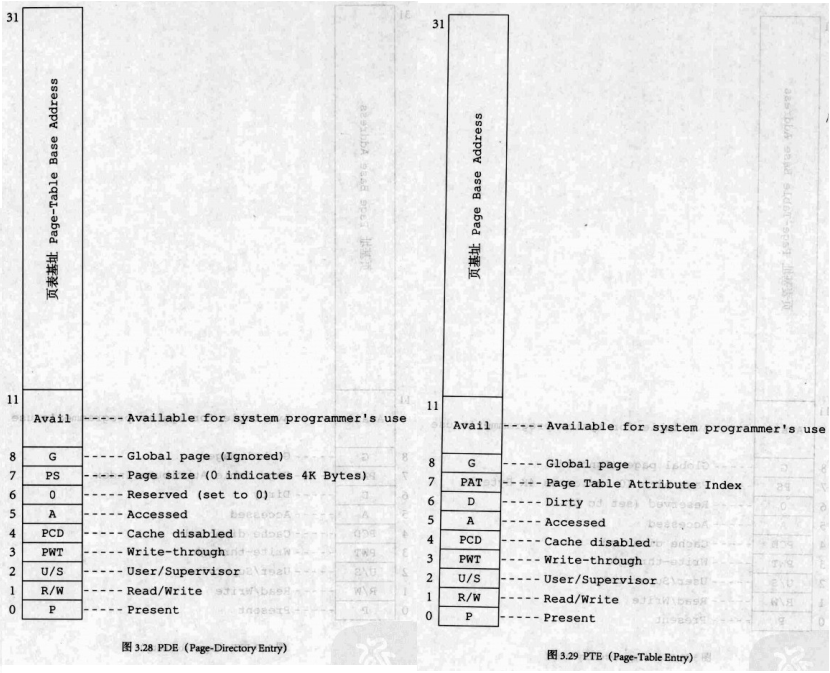 31
页表基址 Page-Table Base Address
11
Avail ----- Available for system programmer's use
8 G ----- Global page (Ignored)
7 PS ----- Page size (0 indicates 4K Bytes)
6 0 ----- Reserved (set to 0)
5 A ----- Accessed
4 PCD ----- Cache disabled
3 PWT ----- Write-through
2 U/S ----- User/Supervisor
1 R/W ----- Read/Write
0 P ----- Present
图 3.28 PDE (Page-Directory Entry)
31
页基址 Page Base Address
11
Avail ----- Available for system programmer's use
8 G ----- Global page
7 PAT ----- Page Table Attribute Index
6 D ----- Dirty
5 A ----- Accessed
4 PCD ----- Cache disabled
3 PWT ----- Write-through
2 U/S ----- User/Supervisor
1 R/W ----- Read/Write
0 P ----- Present
图 3.29 PTE (Page-Table Entry)